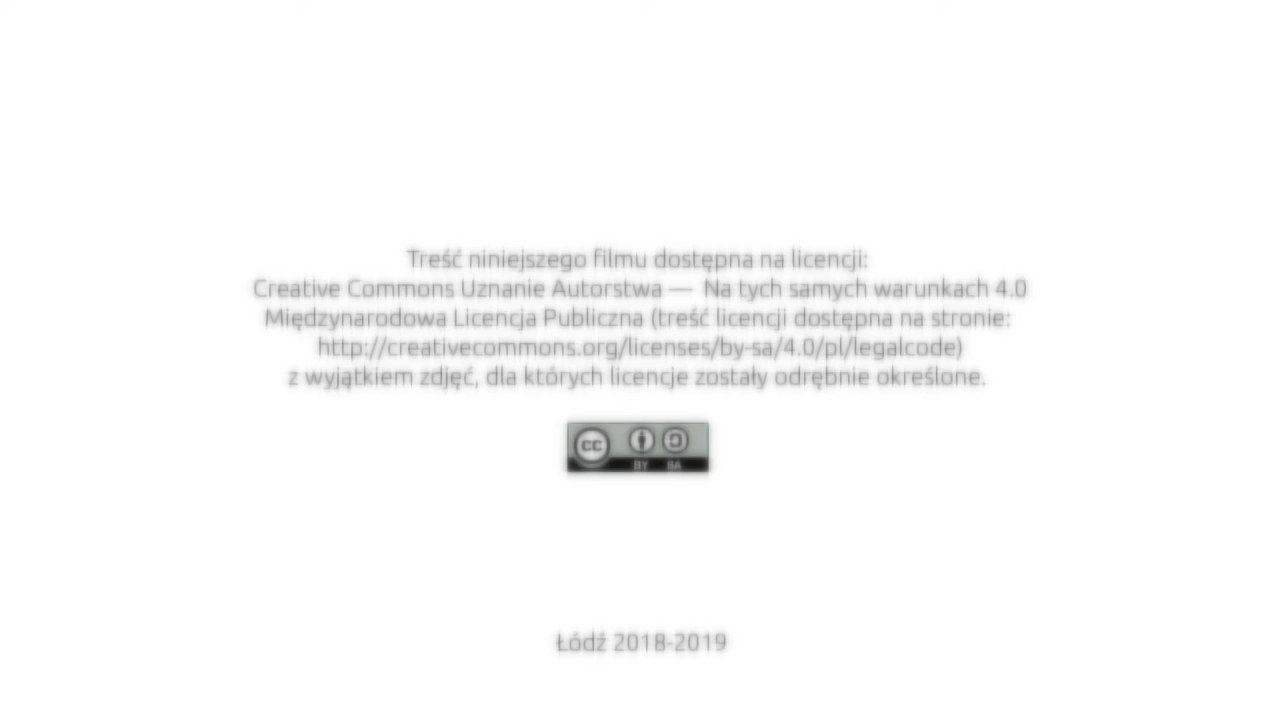 Treść niniejszego filmu dostępna na licencji:
Creative Commons Uznanie Autorstwa — Na tych samych warunkach 4.0
Międzynarodowa Licencja Publiczna (treść licencji dostępna na stronie:
http://creativecommons.org/licenses/by-sa/4.0/pl/legalcode)
z wyjątkiem zdjęć, dla których licencje zostały odrębnie określone.
CC
BY SA
Łódź 2018-2019